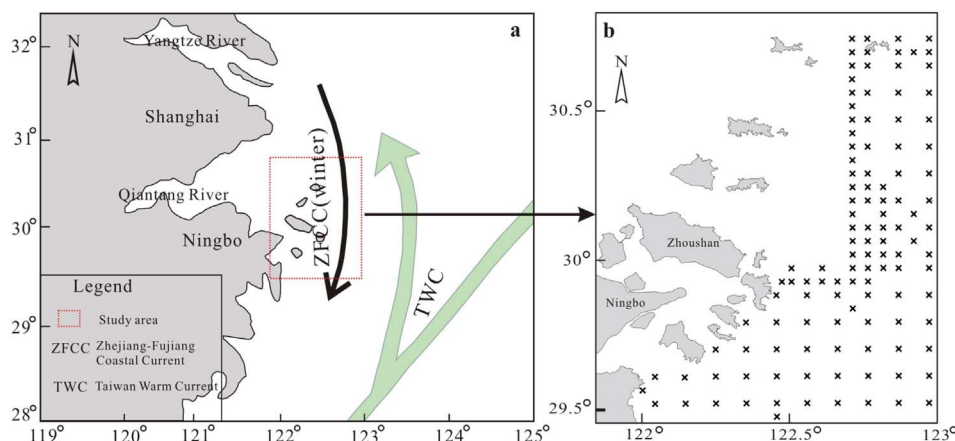 a
32°
31°
30°
29°
28°
119°
120°
121°
122°
123°
124°
125°
N
Yangtze River
Shanghai
Qiantang River
Ningbo
ZFCC(winter)
TWC
Legend
Study area
ZFCC Zhejiang-Fujiang
Coastal Current
TWC Taiwan Warm Current
b
N
30.5°
30°
29.5°
122°
122.5°
123°
Zhoushan
Ningbo